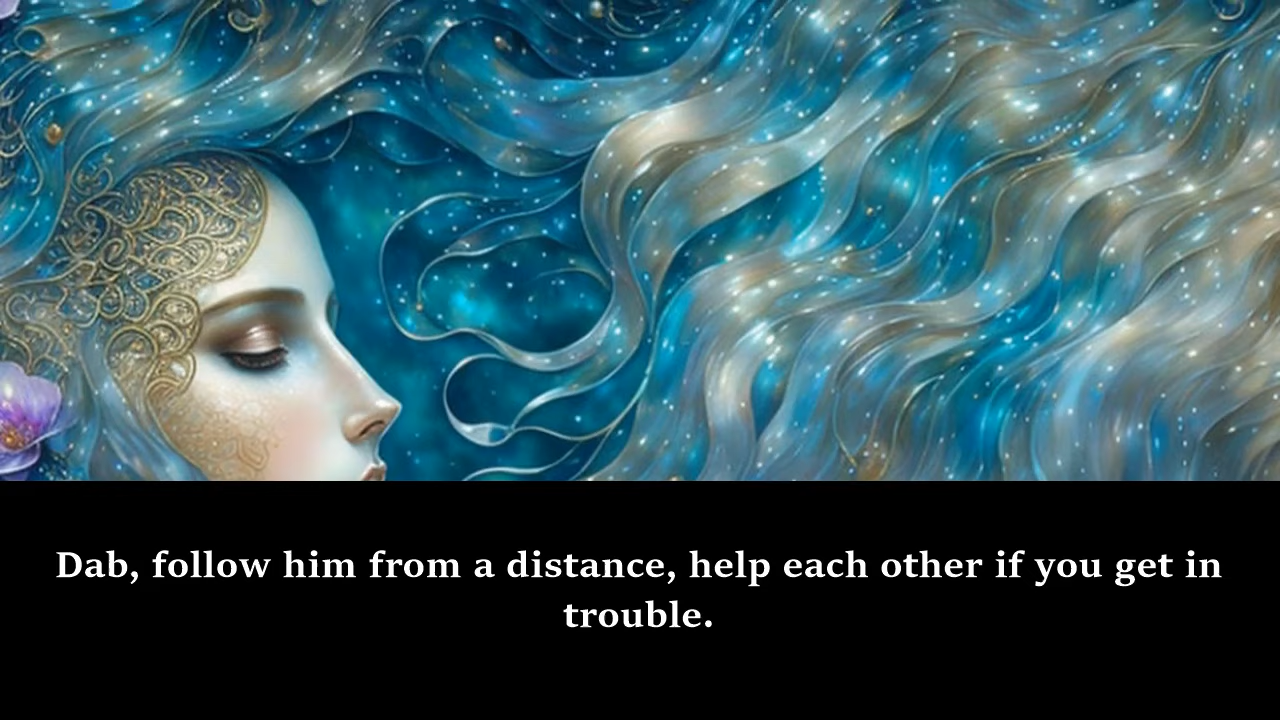 Dab, follow him from a distance, help each other if you get in
trouble.